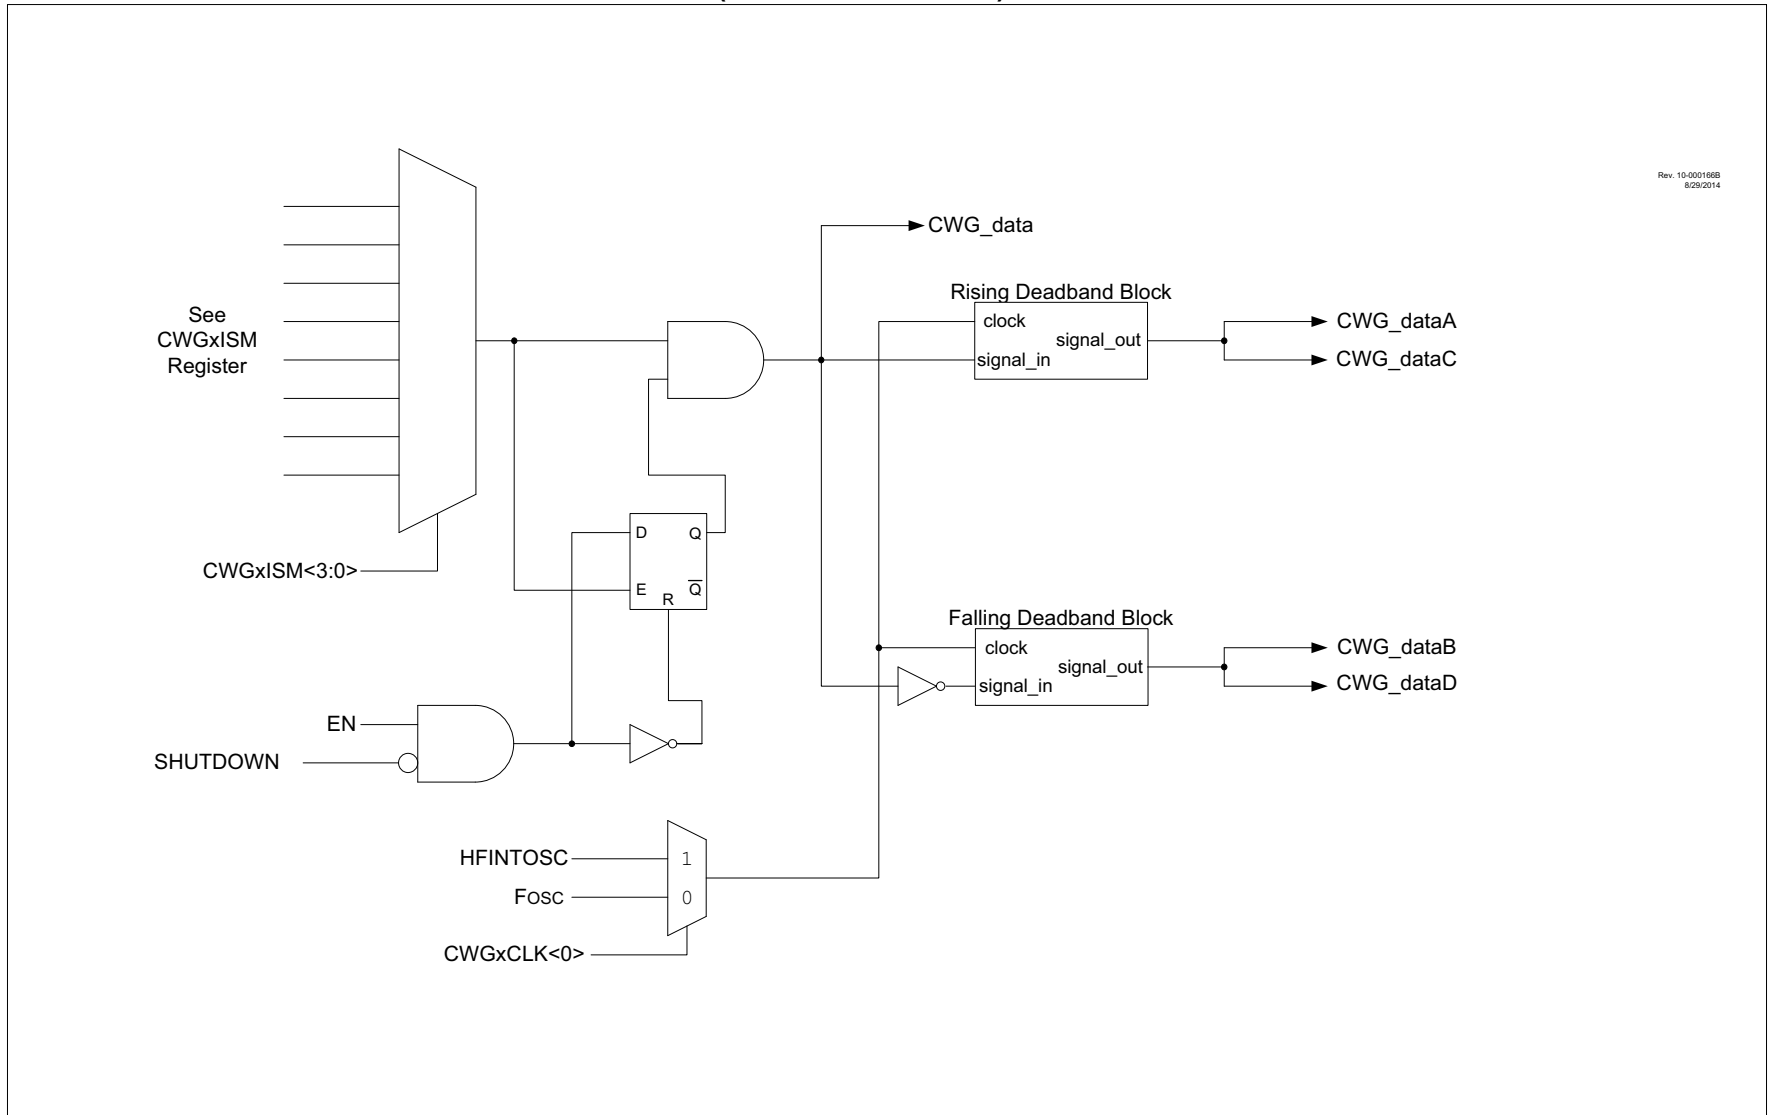 Rev. 10-000166B
8/29/2014
CWG_data
Rising Deadband Block
clock
signal_out
signal_in
CWG_dataA
CWG_dataC
See
CWGxISM
Register
D
Q
E
Q̅
R
CWGxISM<3:0>
Falling Deadband Block
clock
signal_out
signal_in
CWG_dataB
CWG_dataD
EN
SHUTDOWN
HFINTOSC
1
FOSC
0
CWGxCLK<0>